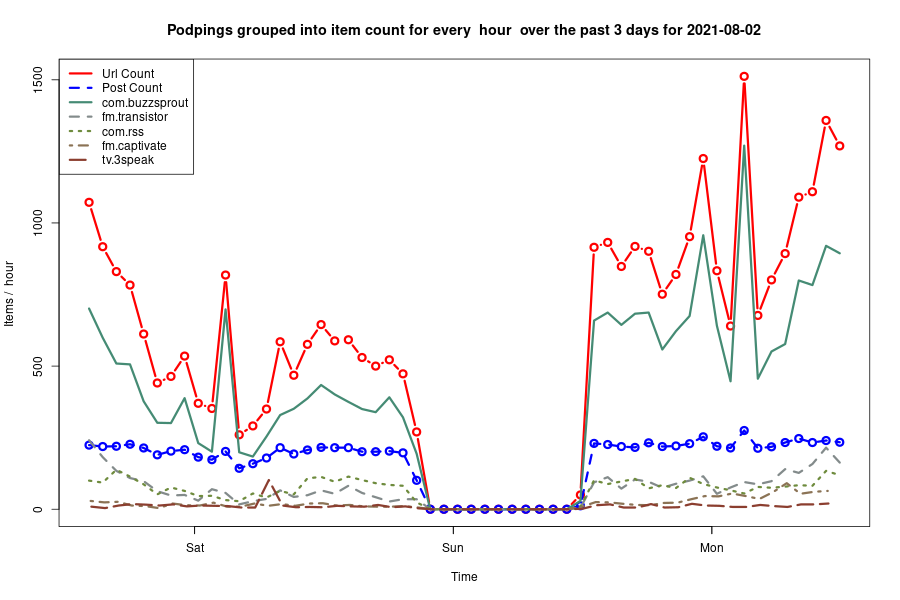 Podpings grouped into item count for every  hour  over the past 3 days for 2021-08-02
Url Count
Post Count
com.buzzsprout
fm.transistor
com.rss
fm.captivate
tv.3speak
1500
1000
500
0
Items /  hour
Sat
Sun
Mon
Time